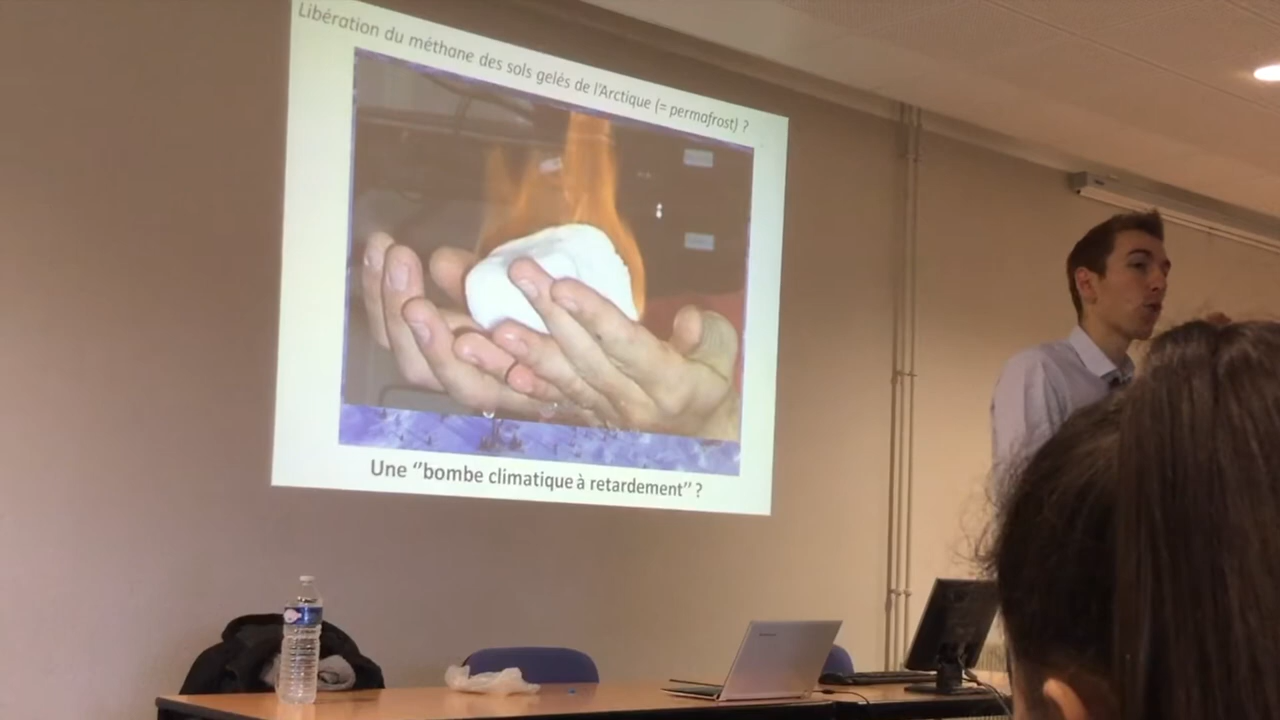 Libération du méthane des sols gelés de l'Arctique (= permafrost) ?
Une ‘’bombe climatique à retardement’’ ?